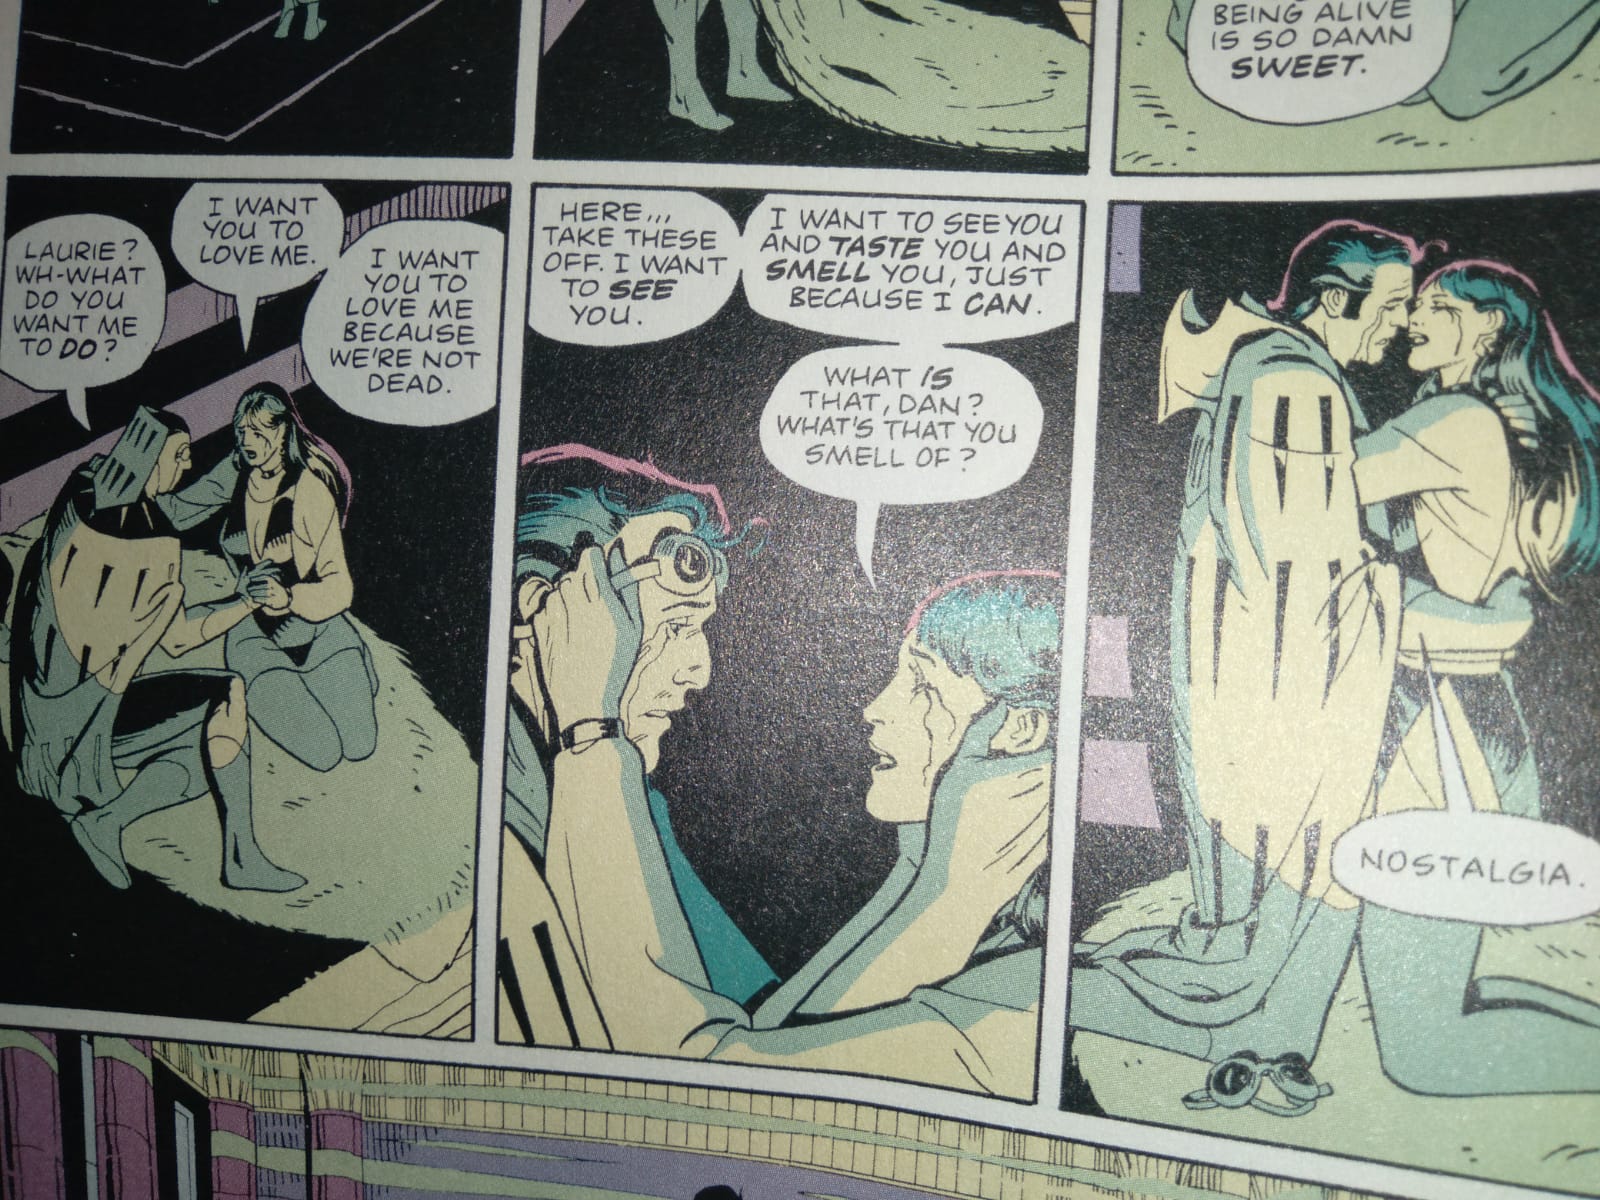 BEING ALIVE
IS SO DAMN
SWEET.
LAURIE?
WH-WHAT
DO YOU
WANT ME
TO DO?
I WANT
YOU TO
LOVE ME.
I WANT
YOU TO
LOVE ME
BECAUSE
WE'RE NOT
DEAD.
HERE...
TAKE THESE
OFF. I WANT
TO SEE
YOU.
I WANT TO SEE YOU
AND TASTE YOU AND
SMELL YOU, JUST
BECAUSE I CAN.
WHAT IS
THAT, DAN?
WHAT'S THAT YOU
SMELL OF?
NOSTALGIA.